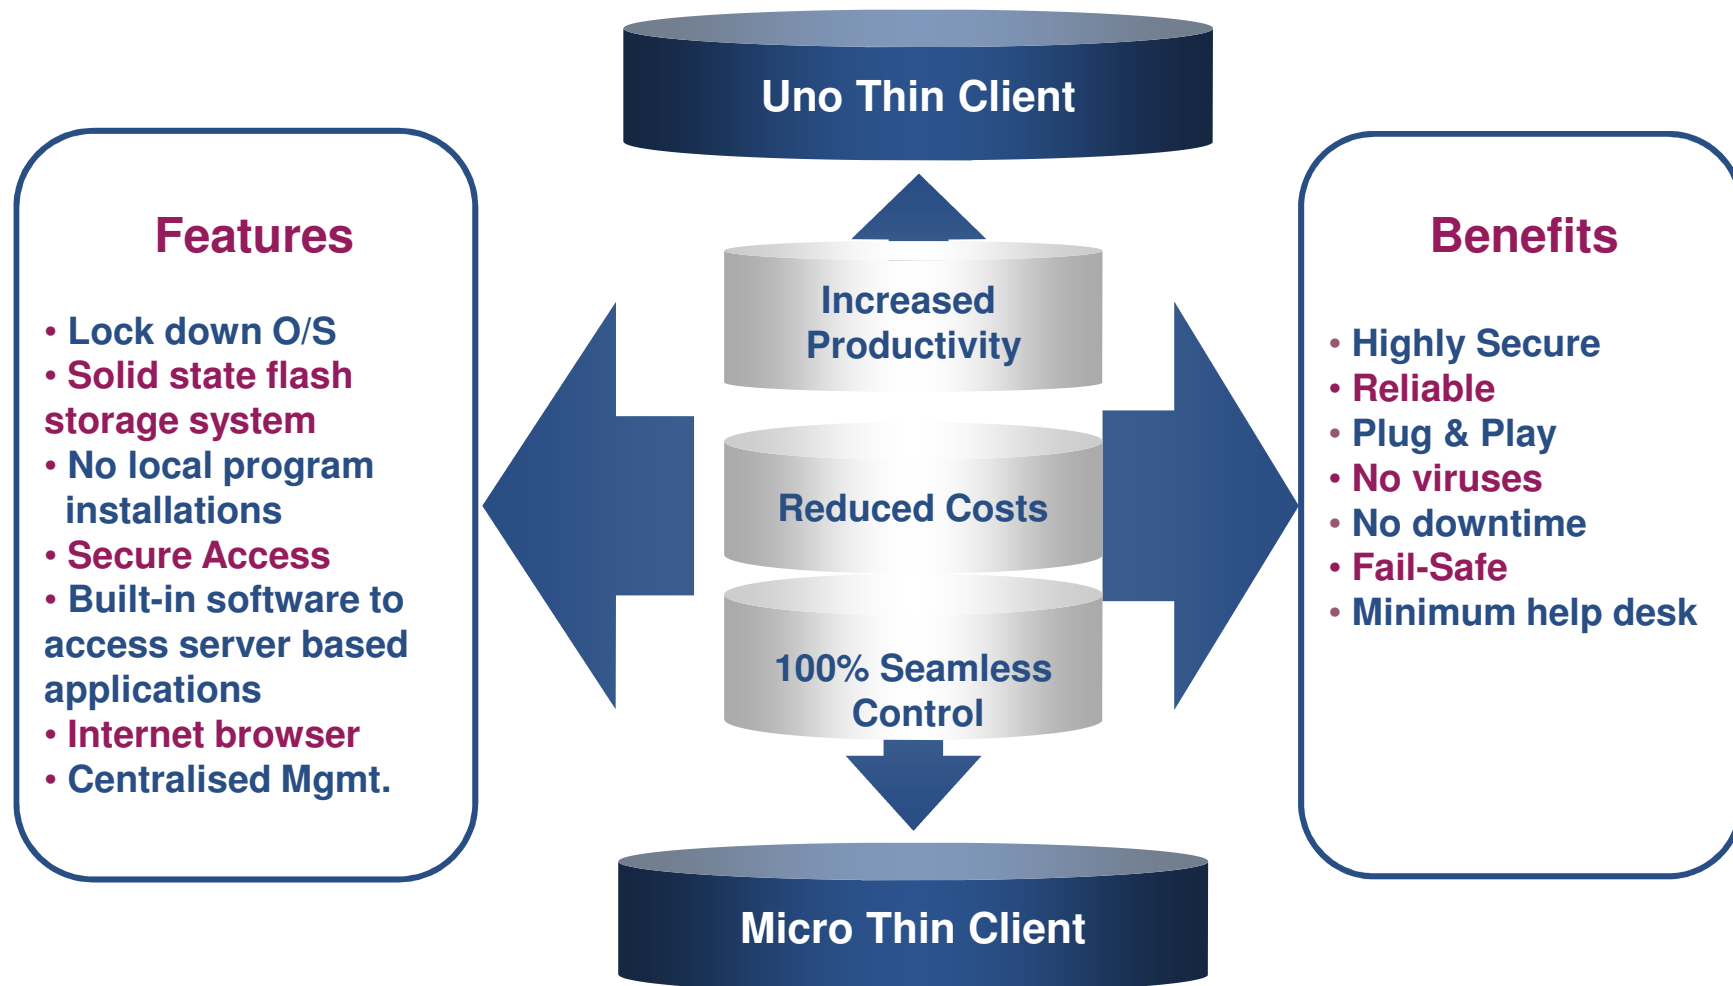 Uno Thin Client
Features
• Lock down O/S
• Solid state flash
storage system
• No local program
installations
• Secure Access
• Built-in software to
access server based
applications
• Internet browser
• Centralised Mgmt.
Increased
Productivity
Reduced Costs
100% Seamless
Control
Benefits
• Highly Secure
• Reliable
• Plug & Play
• No viruses
• No downtime
• Fail-Safe
• Minimum help desk
Micro Thin Client